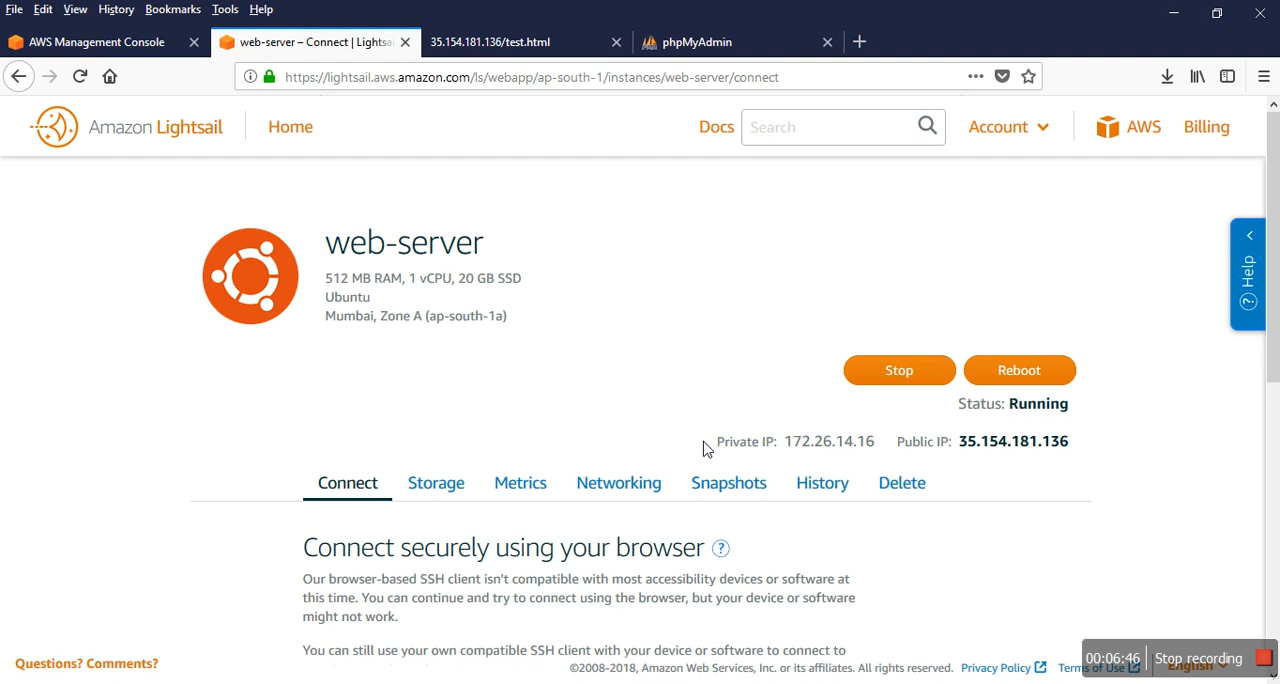 File Edit View History Bookmarks Tools Help
AWS Management Console
web-server – Connect | Lightsa
35.154.181.136/test.html
phpMyAdmin
https://lightsail.aws.amazon.com/ls/webapp/ap-south-1/instances/web-server/connect
Amazon Lightsail
Home
Docs
Search
Account
AWS
Billing
Help
web-server
512 MB RAM, 1 vCPU, 20 GB SSD
Ubuntu
Mumbai, Zone A (ap-south-1a)
Stop
Reboot
Status: Running
Private IP: 172.26.14.16 Public IP: 35.154.181.136
Connect Storage Metrics Networking Snapshots History Delete
Connect securely using your browser ?
Our browser-based SSH client isn't compatible with most accessibility devices or software at
this time. You can continue and try to connect using the browser, but your device or software
might not work.
You can still use your own compatible SSH client with your device or software to connect to
Questions? Comments?
©2008-2018, Amazon Web Services, Inc. or its affiliates. All rights reserved. Privacy Policy Terms of Use English
00:06:46 Stop recording